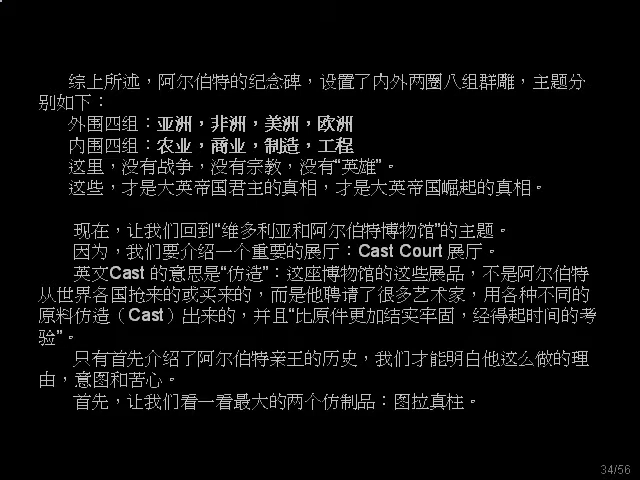 综上所述，阿尔伯特的纪念碑，设置了内外两圈八组群雕，主题分
别如下：
外围四组：亚洲，非洲，美洲，欧洲
内围四组：农业，商业，制造，工程
这里，没有战争，没有宗教，没有“英雄”。
这些，才是大英帝国君主的真相，才是大英帝国崛起的真相。
现在，让我们回到“维多利亚和阿尔伯特博物馆”的主题。
因为，我们要介绍一个重要的展厅：Cast Court 展厅。
英文Cast 的意思是“仿造”：这座博物馆的这些展品，不是阿尔伯特
从世界各国抢来的或买来的，而是他聘请了很多艺术家，用各种不同的
原料仿造（Cast）出来的，并且“比原件更加结实牢固，经得起时间的考
验”。
只有首先介绍了阿尔伯特亲王的历史，我们才能明白他这么做的理
由，意图和苦心。
首先，让我们看一看最大的两个仿制品：图拉真柱。
34/56